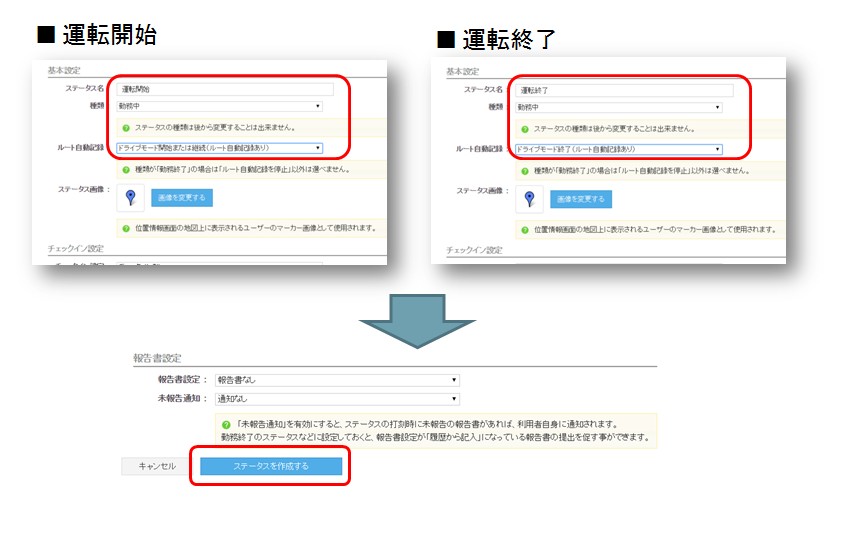 ■ 運転開始
基本設定
ステータス名： 運転開始
種類： 勤務中
ステータスの種類は後から変更することは出来ません。
ルート自動記録： ドライブモード開始または継続(ルート自動記録あり)
種類が「勤務終了」の場合は「ルート自動記録を停止」以外は選べません。
ステータス画像： 画像を変更する
位置情報画面の地図上に表示されるユーザーのマーカー画像として使用されます。
チェックイン設定
■ 運転終了
基本設定
ステータス名： 運転終了
種類： 勤務中
ステータスの種類は後から変更することは出来ません。
ルート自動記録： ドライブモード終了(ルート自動記録あり)
種類が「勤務終了」の場合は「ルート自動記録を停止」以外は選べません。
ステータス画像： 画像を変更する
位置情報画面の地図上に表示されるユーザーのマーカー画像として使用されます。
チェックイン設定
報告書設定
報告書設定： 報告書なし
未報告通知： 通知なし
「未報告通知」を有効にすると、ステータスの打刻時に未報告の報告書があれば、利用者自身に通知されます。
勤務終了のステータスなどに設定しておくと、報告書設定が「履歴から記入」になっている報告書の提出を促す事ができます。
キャンセル ステータスを作成する